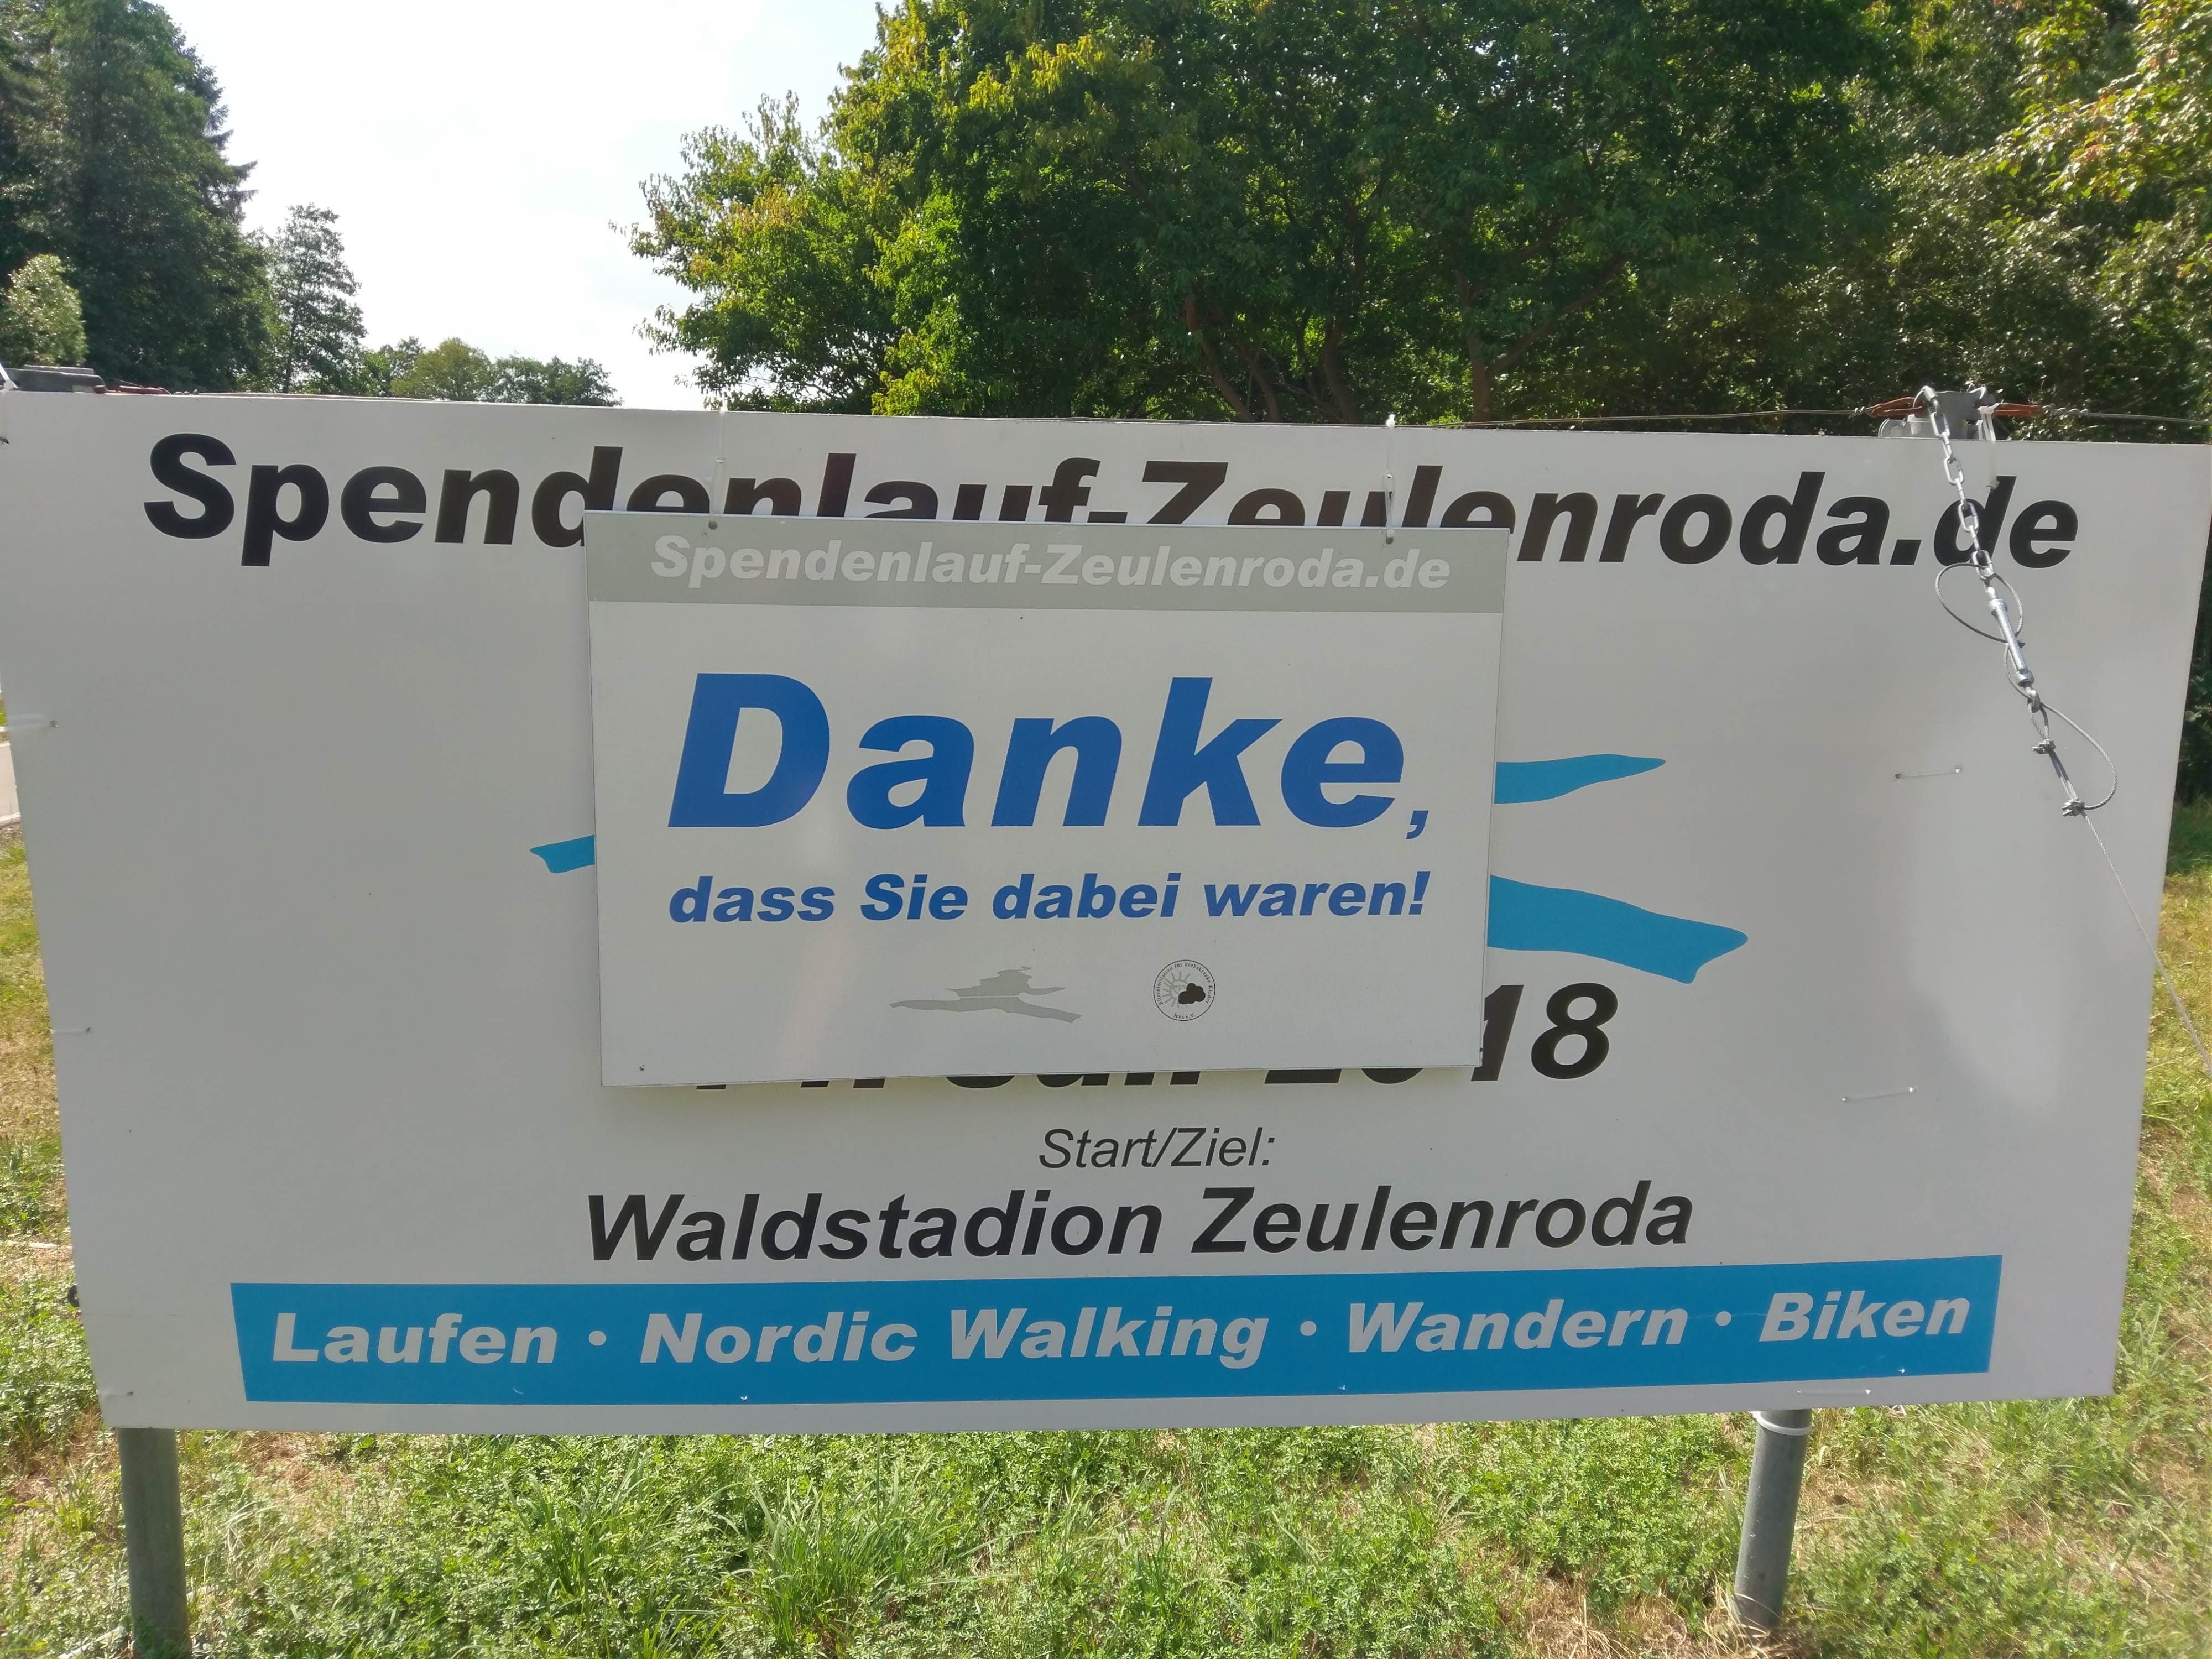 Spendenlauf-Zeulenroda.de
Spendenlauf-Zeulenroda.de
Danke,
dass Sie dabei waren!
18
Start/Ziel:
Waldstadion Zeulenroda
Laufen • Nordic Walking • Wandern • Biken